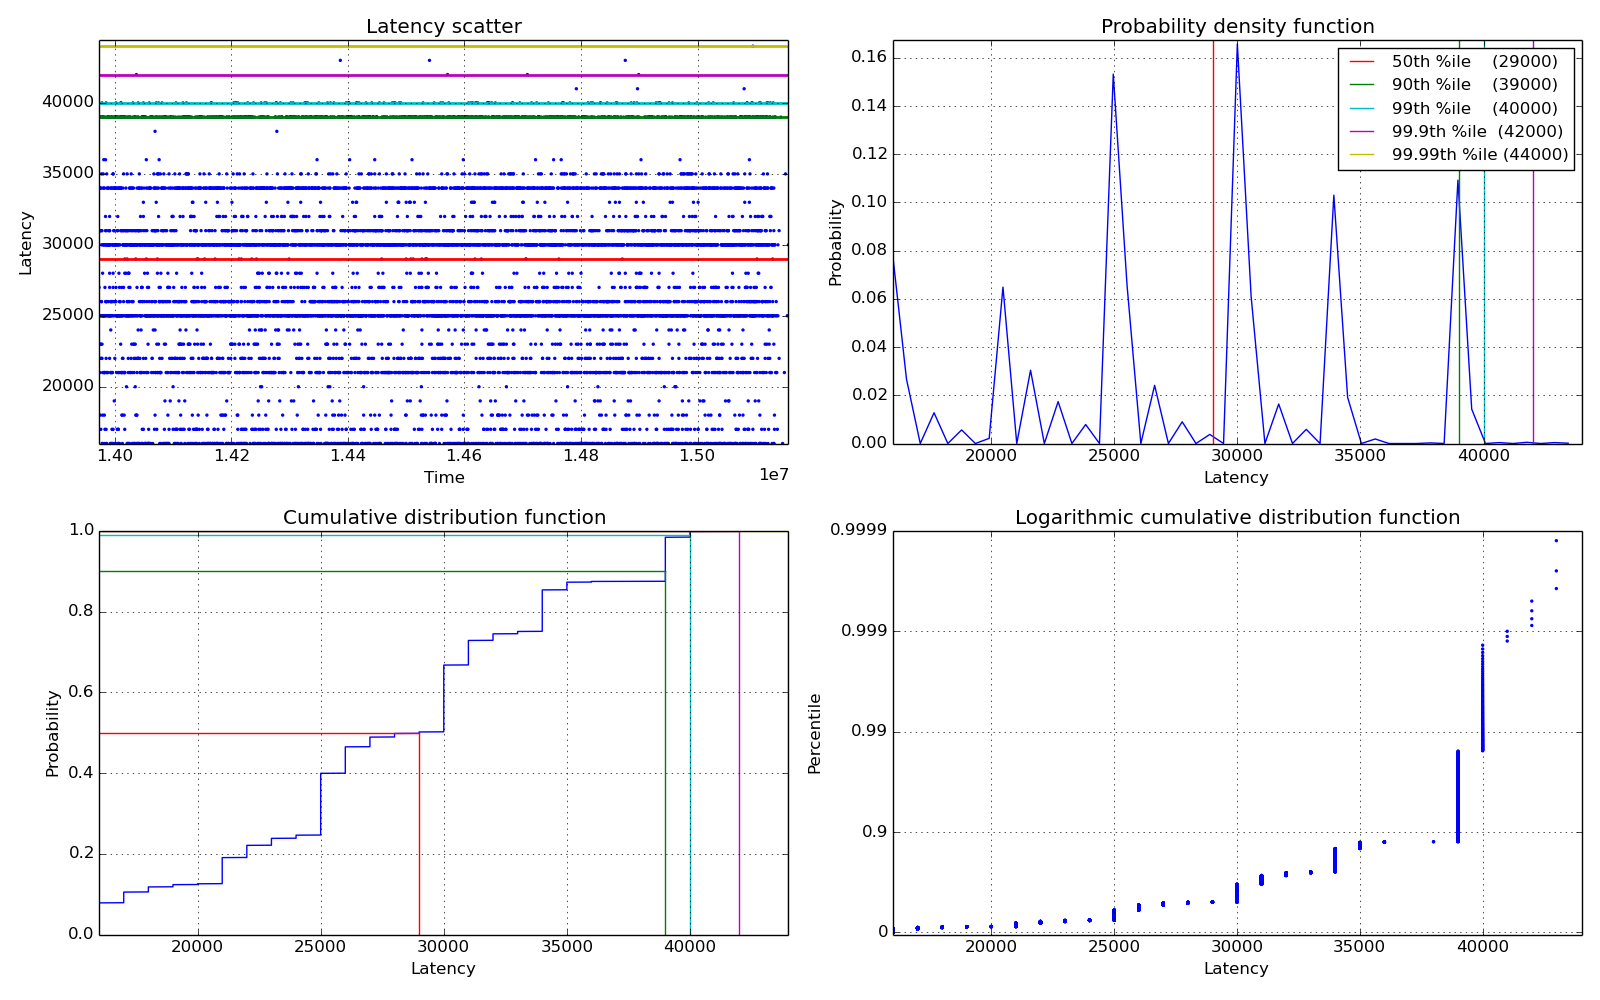 Latency scatter
40000
35000
30000
25000
20000
Latency
1.40
1.42
1.44
1.46
1.48
1.50
1e7
Time
Probability density function
0.16
0.14
0.12
0.10
0.08
0.06
0.04
0.02
0.00
Probability
50th %ile (29000)
90th %ile (39000)
99th %ile (40000)
99.9th %ile (42000)
99.99th %ile (44000)
20000
25000
30000
35000
40000
Latency
Cumulative distribution function
1.0
0.8
0.6
0.4
0.2
0.0
Probability
20000
25000
30000
35000
40000
Latency
Logarithmic cumulative distribution function
0.9999
0.999
0.99
0.9
0
Percentile
20000
25000
30000
35000
40000
Latency